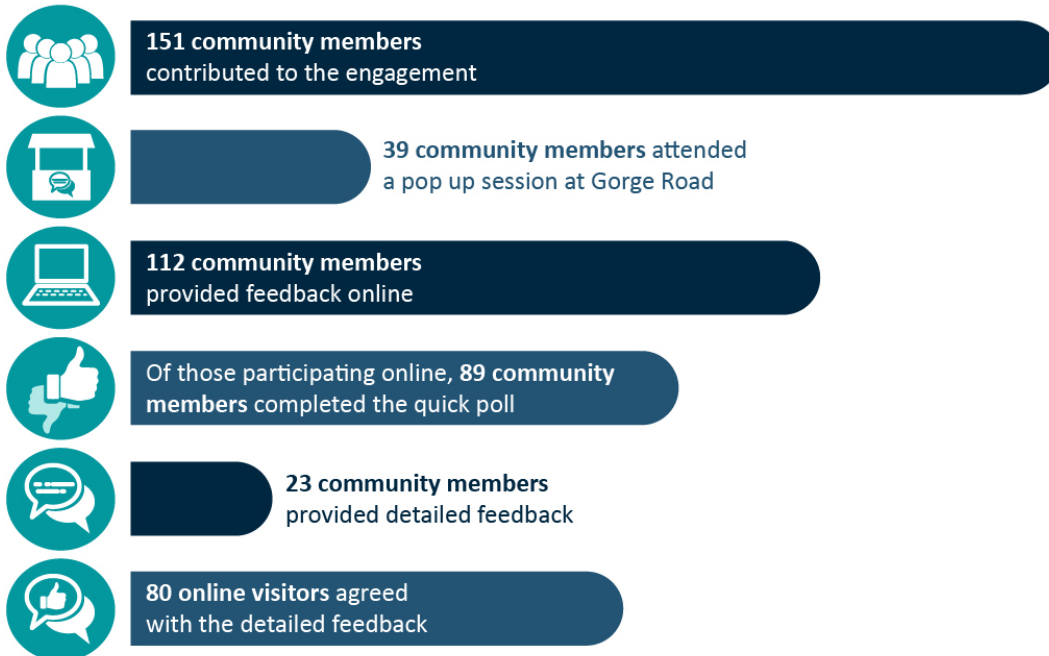 151 community members
contributed to the engagement
39 community members attended
a pop up session at Gorge Road
112 community members
provided feedback online
Of those participating online, 89 community
members completed the quick poll
23 community members
provided detailed feedback
80 online visitors agreed
with the detailed feedback